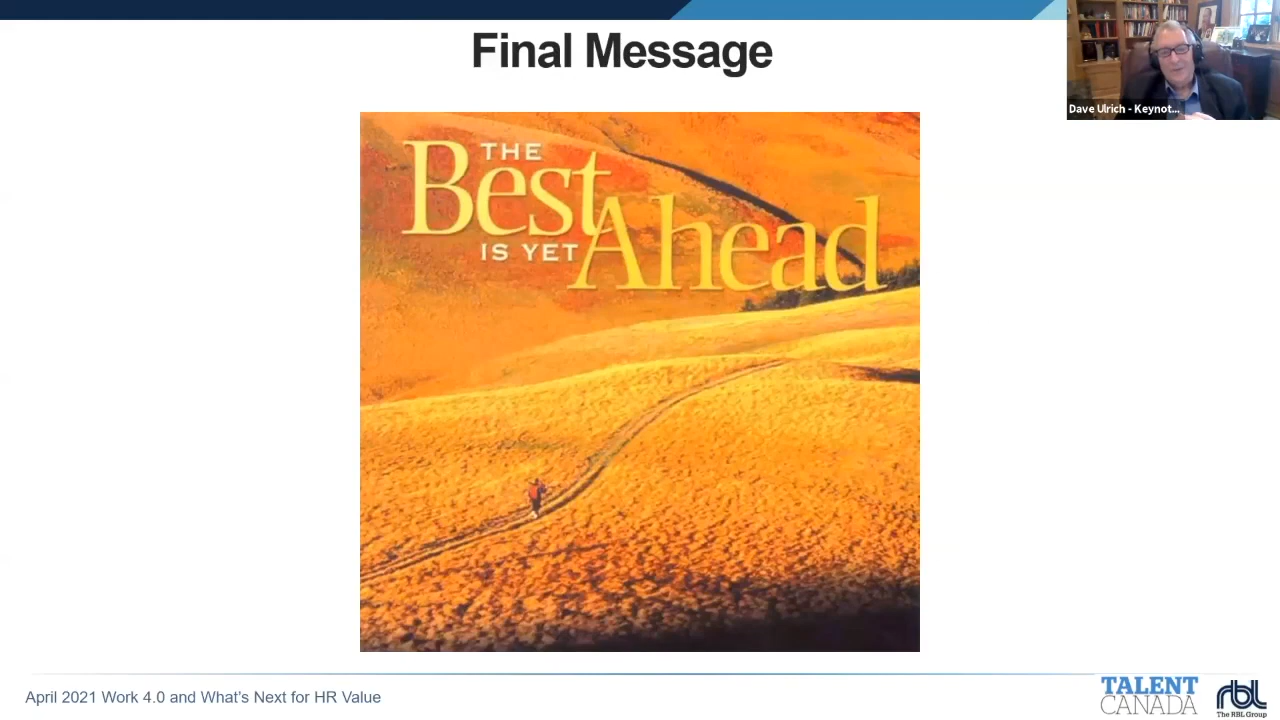 Final Message
Dave Ulrich - Keynot...
THE
Best
IS YET
Ahead
April 2021 Work 4.0 and What's Next for HR Value
TALENT
CANADA
rbl
The RBL Group